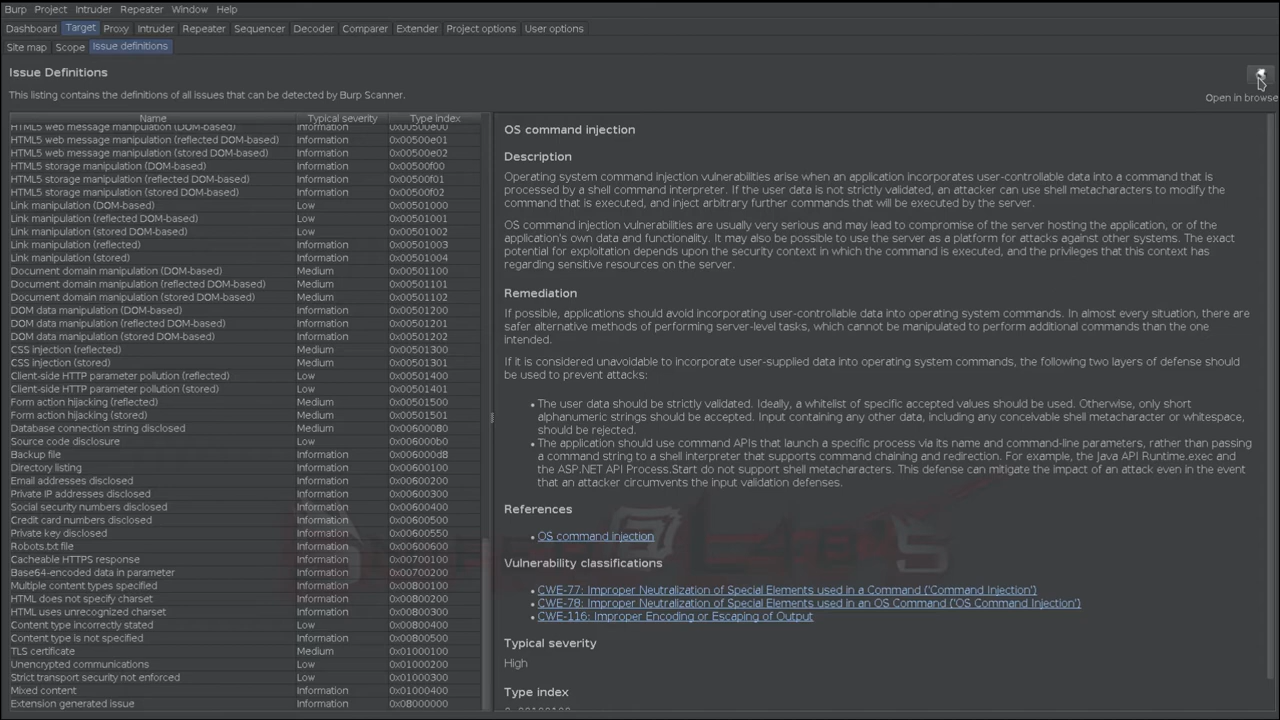 Burp Project Intruder Repeater Window Help
Dashboard Target Proxy Intruder Repeater Sequencer Decoder Comparer Extender Project options User options
Site map Scope Issue definitions
Issue Definitions
This listing contains the definitions of all issues that can be detected by Burp Scanner.
Open in browse
Name Typical severity Type index
HTML5 web message manipulation (DOM-based) Information 0x00500e00
HTML5 web message manipulation (reflected DOM-based) Information 0x00500e01
HTML5 web message manipulation (stored DOM-based) Information 0x00500e02
HTML5 storage manipulation (DOM-based) Information 0x00500f00
HTML5 storage manipulation (reflected DOM-based) Information 0x00500f01
HTML5 storage manipulation (stored DOM-based) Information 0x00500f02
Link manipulation (DOM-based) Low 0x00501000
Link manipulation (reflected DOM-based) Low 0x00501001
Link manipulation (stored DOM-based) Low 0x00501002
Link manipulation (reflected) Information 0x00501003
Link manipulation (stored) Information 0x00501004
Document domain manipulation (DOM-based) Medium 0x00501100
Document domain manipulation (reflected DOM-based) Medium 0x00501101
Document domain manipulation (stored DOM-based) Medium 0x00501102
DOM data manipulation (DOM-based) Information 0x00501200
DOM data manipulation (reflected DOM-based) Information 0x00501201
DOM data manipulation (stored DOM-based) Information 0x00501202
CSS injection (reflected) Medium 0x00501300
CSS injection (stored) Medium 0x00501301
Client-side HTTP parameter pollution (reflected) Low 0x00501400
Client-side HTTP parameter pollution (stored) Low 0x00501401
Form action hijacking (reflected) Medium 0x00501500
Form action hijacking (stored) Medium 0x00501501
Database connection string disclosed Medium 0x00600080
Source code disclosure Low 0x006000b0
Backup file Information 0x006000d8
Directory listing Information 0x00600100
Email addresses disclosed Information 0x00600200
Private IP addresses disclosed Information 0x00600300
Social security numbers disclosed Information 0x00600400
Credit card numbers disclosed Information 0x00600500
Private key disclosed Information 0x00600550
Robots.txt file Information 0x00600600
Cacheable HTTPS response Information 0x00700100
Base64-encoded data in parameter Information 0x00700200
Multiple content types specified Information 0x00800100
HTML does not specify charset Information 0x00800200
HTML uses unrecognized charset Information 0x00800300
Content type incorrectly stated Low 0x00800400
Content type is not specified Information 0x00800500
TLS certificate Medium 0x01000100
Unencrypted communications Low 0x01000200
Strict transport security not enforced Low 0x01000300
Mixed content Information 0x01000400
Extension generated issue Information 0x08000000
OS command injection
Description
Operating system command injection vulnerabilities arise when an application incorporates user-controllable data into a command that is
processed by a shell command interpreter. If the user data is not strictly validated, an attacker can use shell metacharacters to modify the
command that is executed, and inject arbitrary further commands that will be executed by the server.
OS command injection vulnerabilities are usually very serious and may lead to compromise of the server hosting the application, or of the
application's own data and functionality. It may also be possible to use the server as a platform for attacks against other systems. The exact
potential for exploitation depends upon the security context in which the command is executed, and the privileges that this context has
regarding sensitive resources on the server.
Remediation
If possible, applications should avoid incorporating user-controllable data into operating system commands. In almost every situation, there are
safer alternative methods of performing server-level tasks, which cannot be manipulated to perform additional commands than the one
intended.
If it is considered unavoidable to incorporate user-supplied data into operating system commands, the following two layers of defense should
be used to prevent attacks:
• The user data should be strictly validated. Ideally, a whitelist of specific accepted values should be used. Otherwise, only short
alphanumeric strings should be accepted. Input containing any other data, including any conceivable shell metacharacter or whitespace,
should be rejected.
• The application should use command APIs that launch a specific process via its name and command-line parameters, rather than passing
a command string to a shell interpreter that supports command chaining and redirection. For example, the Java API Runtime.exec and
the ASP.NET API Process.Start do not support shell metacharacters. This defense can mitigate the impact of an attack even in the event
that an attacker circumvents the input validation defenses.
References
• OS command injection
Vulnerability classifications
• CWE-77: Improper Neutralization of Special Elements used in a Command ('Command Injection')
• CWE-78: Improper Neutralization of Special Elements used in an OS Command ('OS Command Injection')
• CWE-116: Improper Encoding or Escaping of Output
Typical severity
High
Type index